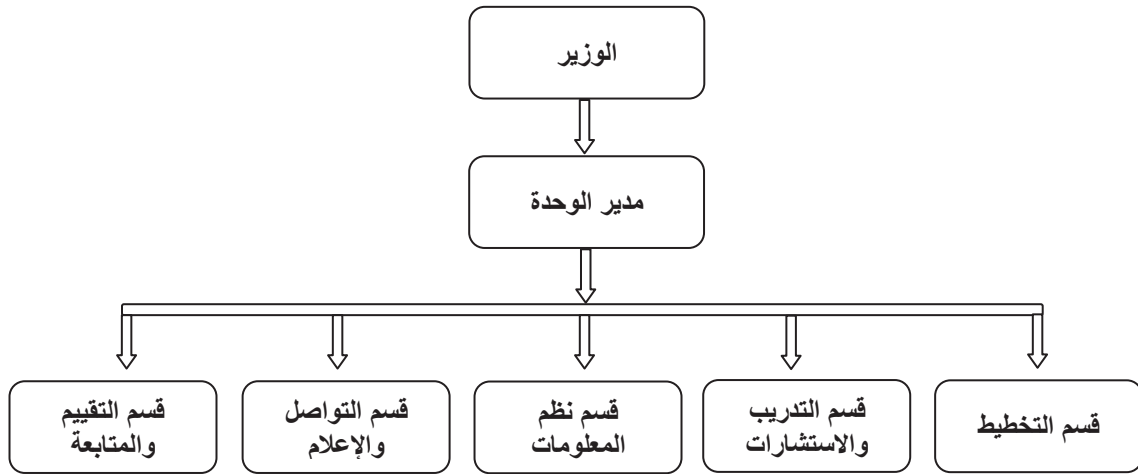 الوزير
مدير الوحدة
قسم التخطيط
قسم التدريب
والاستشارات
قسم نظم
المعلومات
قسم التواصل
والإعلام
قسم التقييم
والمتابعة